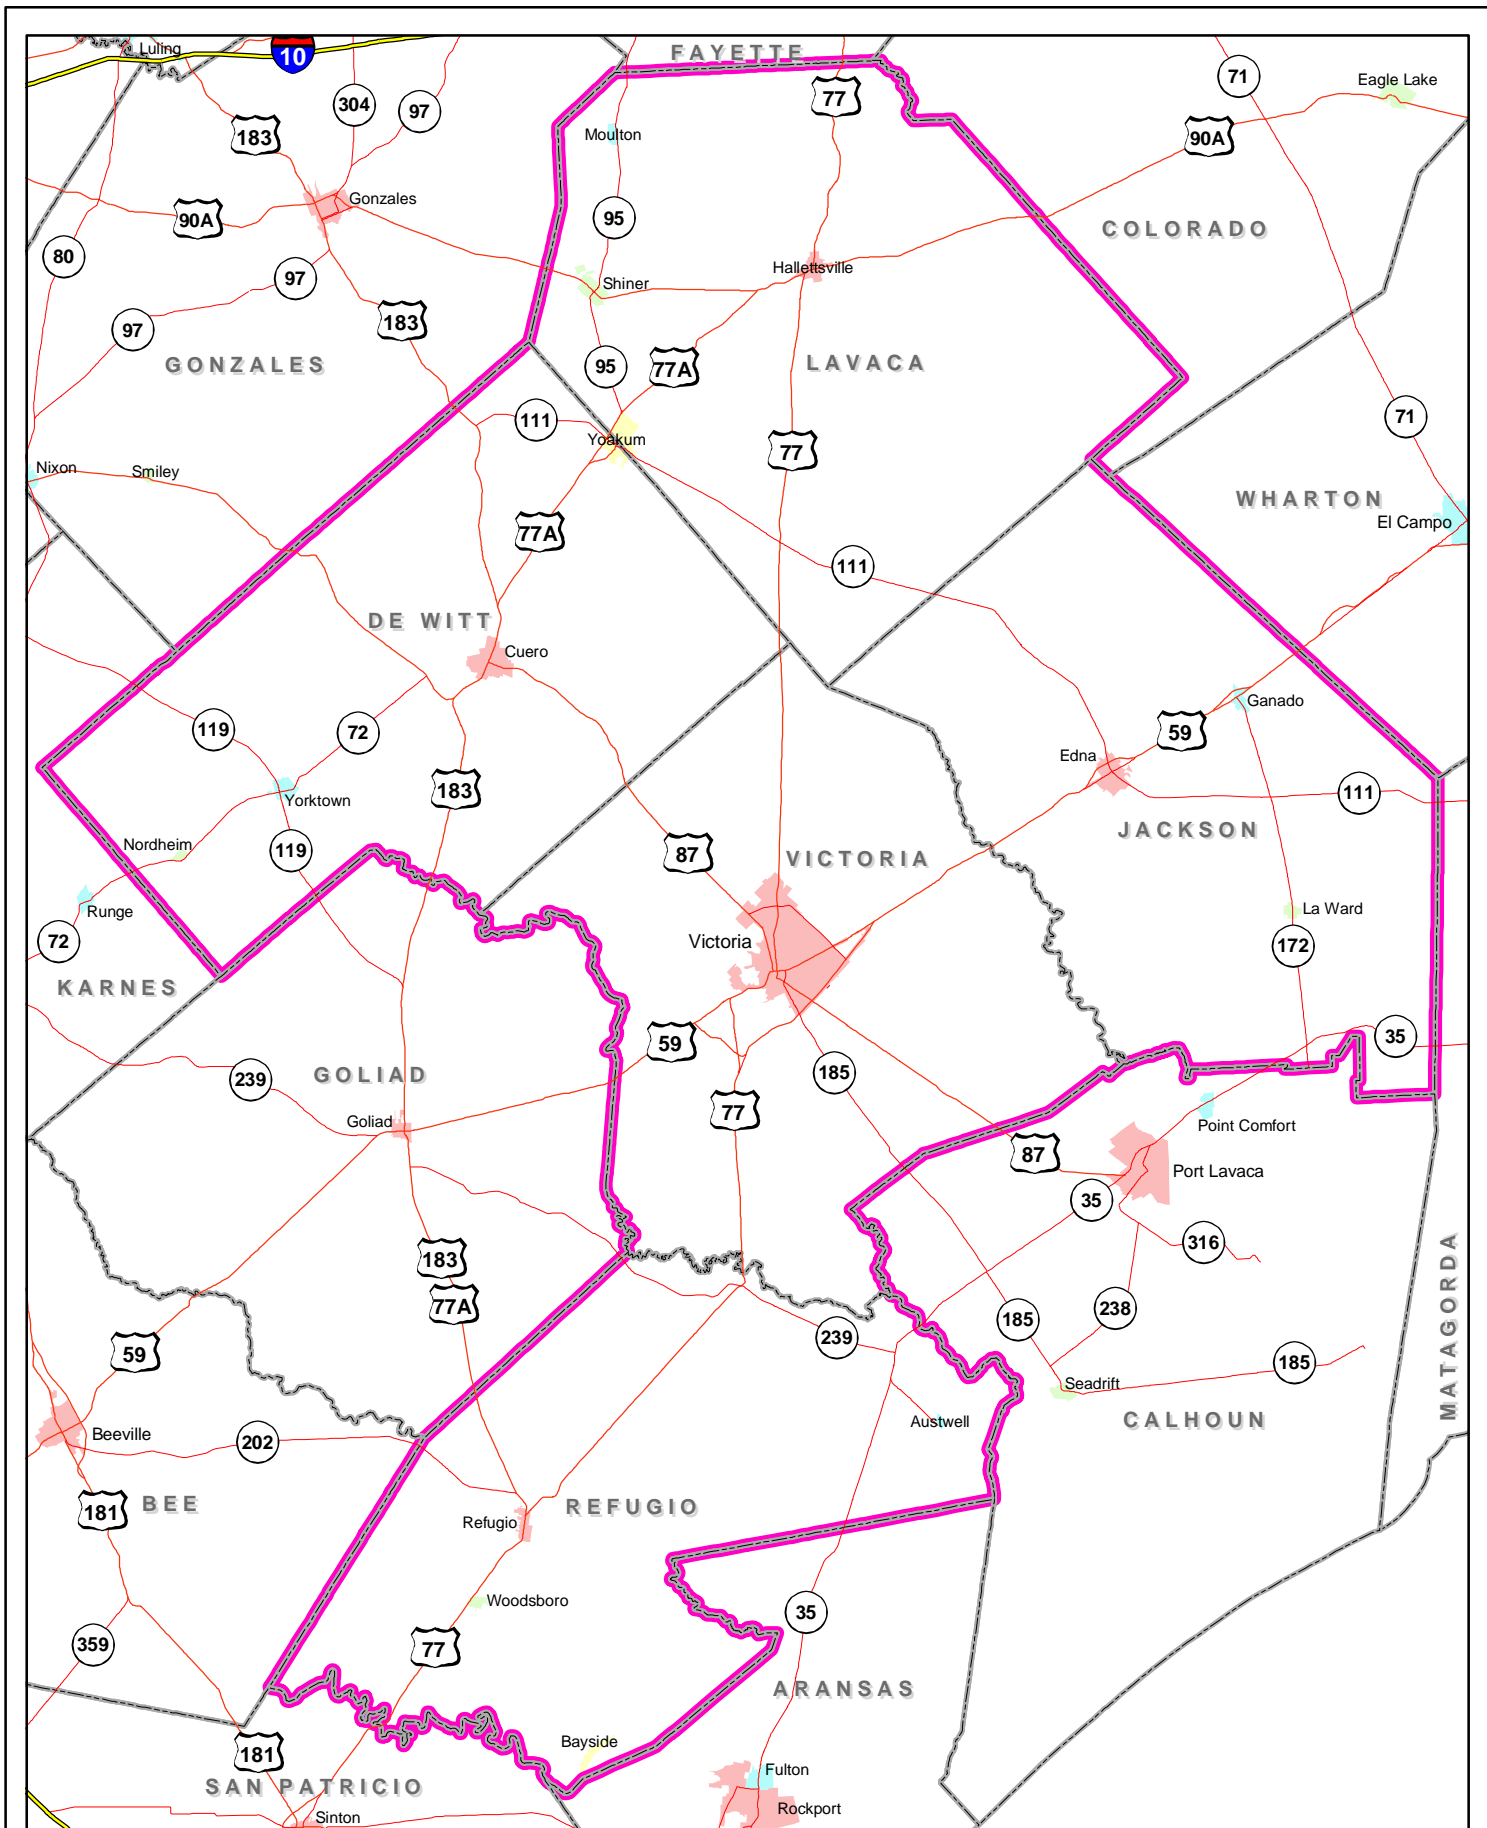 Luling
10
FAYETTE
77
71
Eagle Lake
304
97
183
Moulton
90A
Gonzales
90A
95
COLORADO
80
97
Shiner
Hallettsville
97
183
GONZALES
95
77A
LAVACA
111
71
Yoakum
77
Nixon
Smiley
WHARTON
El Campo
77A
111
DE WITT
Cuero
119
72
Ganado
59
Edna
183
Yorktown
111
JACKSON
Nordheim
119
87
VICTORIA
Runge
La Ward
72
Victoria
172
KARNES
59
35
239
GOLIAD
185
77
Goliad
Point Comfort
87
Port Lavaca
35
183
316
77A
MATAGORDA
59
239
185
238
185
Seadrift
Beeville
202
Austwell
CALHOUN
181
BEE
Refugio
REFUGIO
Woodsboro
35
359
77
ARANSAS
Bayside
181
SAN PATRICIO
Fulton
Sinton
Rockport